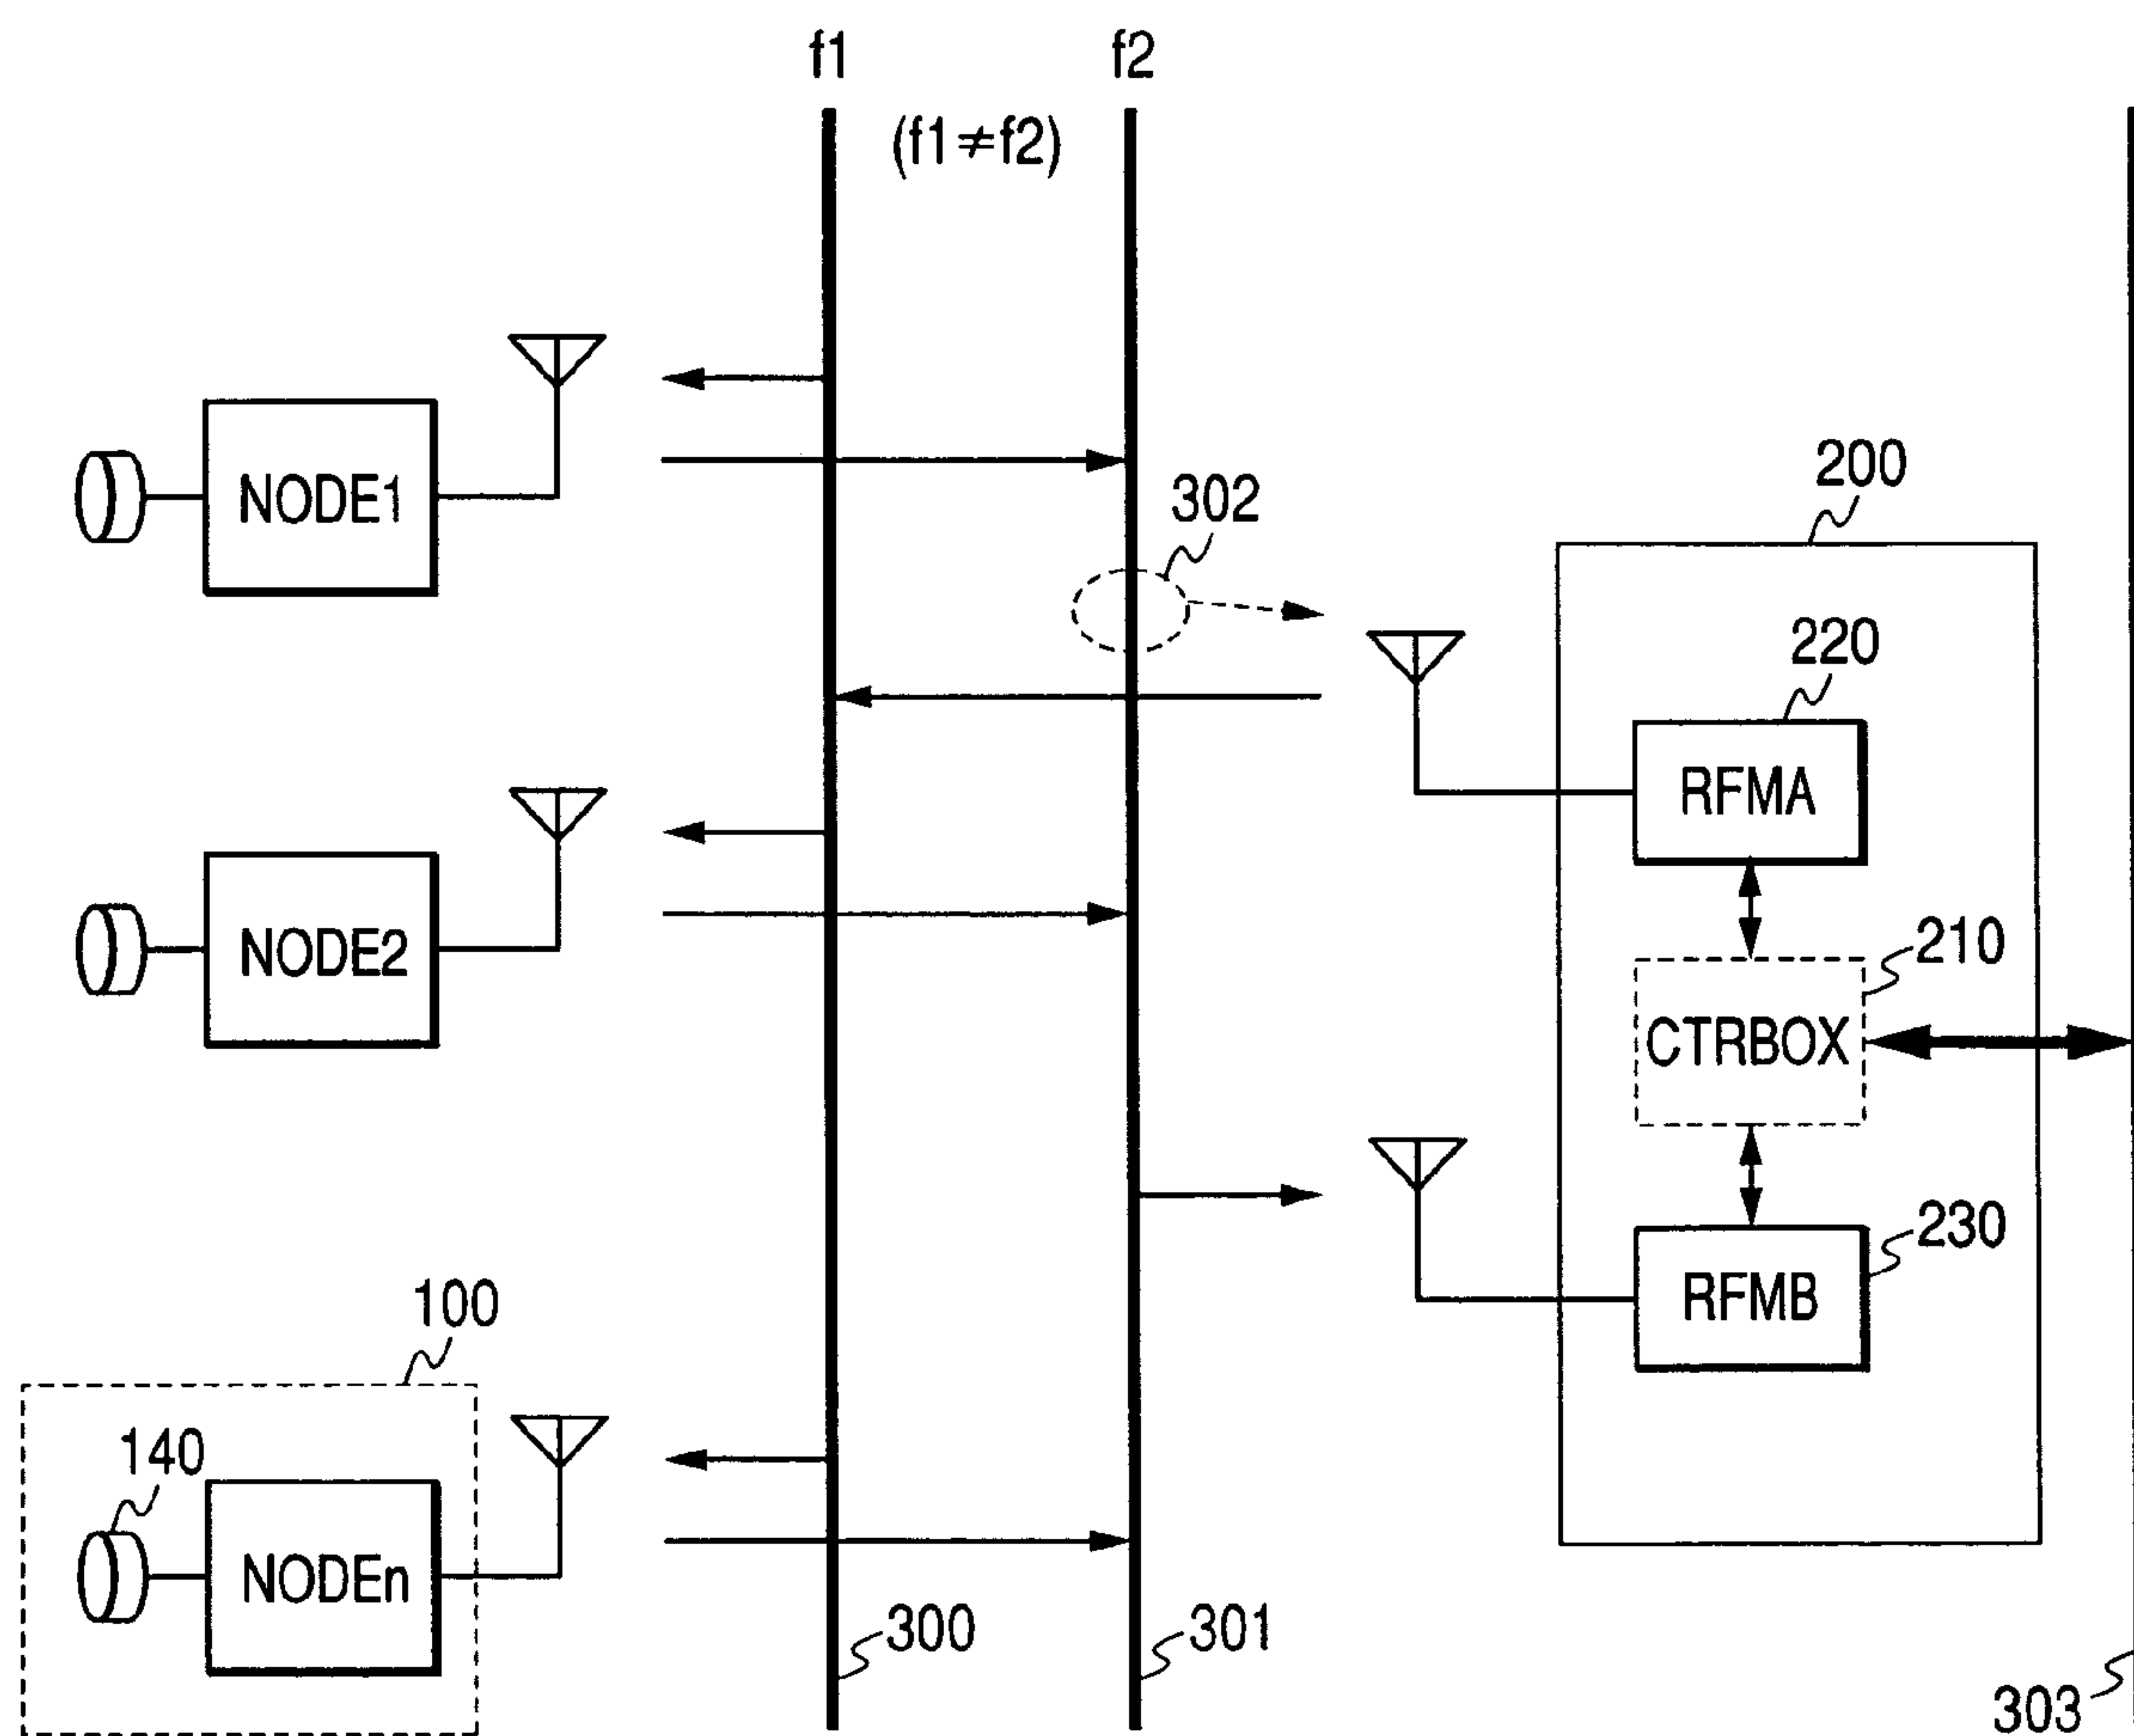 f1
f2
(f1≠f2)
NODE1
302
200
220
RFMA
NODE2
210
CTRBOX
230
RFMB
100
140
NODEn
300
301
303